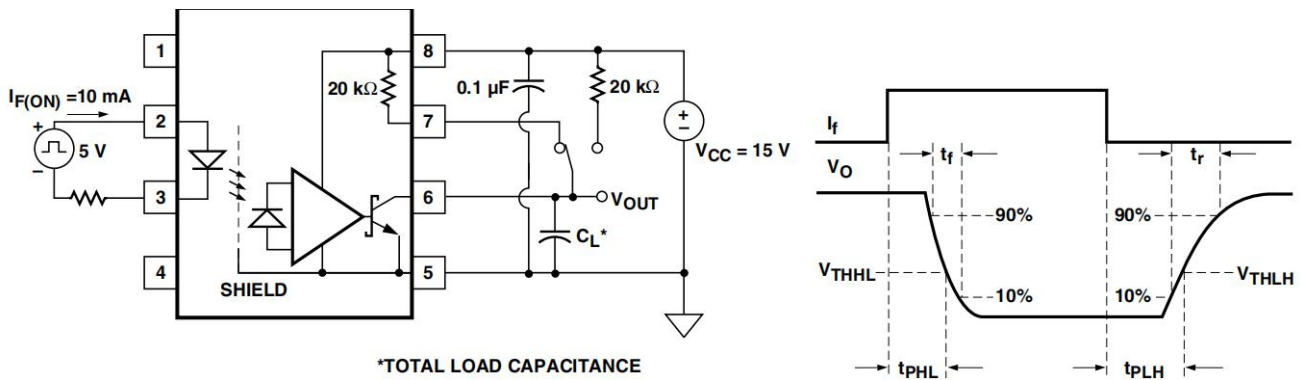 1
8
20 kΩ
0.1 µF
20 kΩ
I_F(ON) =10 mA
2
7
+
5 V
−
+
−
V_CC = 15 V
3
6
V_OUT
C_L*
4
5
SHIELD
*TOTAL LOAD CAPACITANCE
I_f
t_f
t_r
V_O
90%
90%
V_THHL
V_THLH
10%
10%
t_PHL
t_PLH